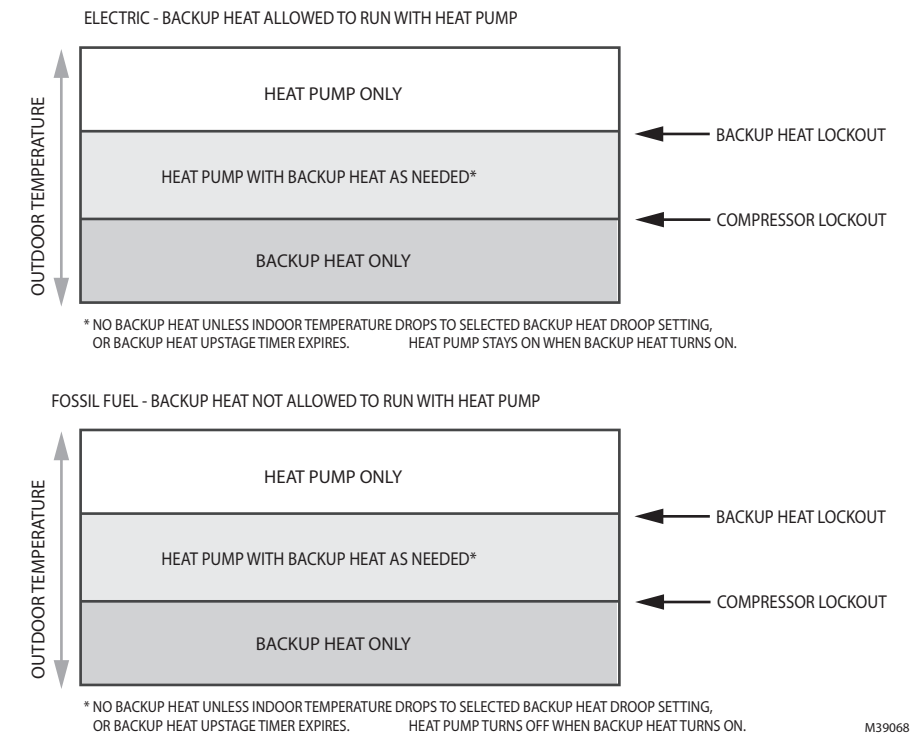 ELECTRIC - BACKUP HEAT ALLOWED TO RUN WITH HEAT PUMP
OUTDOOR TEMPERATURE
HEAT PUMP ONLY
BACKUP HEAT LOCKOUT
HEAT PUMP WITH BACKUP HEAT AS NEEDED*
COMPRESSOR LOCKOUT
BACKUP HEAT ONLY
* NO BACKUP HEAT UNLESS INDOOR TEMPERATURE DROPS TO SELECTED BACKUP HEAT DROOP SETTING,
OR BACKUP HEAT UPSTAGE TIMER EXPIRES. HEAT PUMP STAYS ON WHEN BACKUP HEAT TURNS ON.
FOSSIL FUEL - BACKUP HEAT NOT ALLOWED TO RUN WITH HEAT PUMP
OUTDOOR TEMPERATURE
HEAT PUMP ONLY
BACKUP HEAT LOCKOUT
HEAT PUMP WITH BACKUP HEAT AS NEEDED*
COMPRESSOR LOCKOUT
BACKUP HEAT ONLY
* NO BACKUP HEAT UNLESS INDOOR TEMPERATURE DROPS TO SELECTED BACKUP HEAT DROOP SETTING,
OR BACKUP HEAT UPSTAGE TIMER EXPIRES. HEAT PUMP TURNS OFF WHEN BACKUP HEAT TURNS ON.
M39068